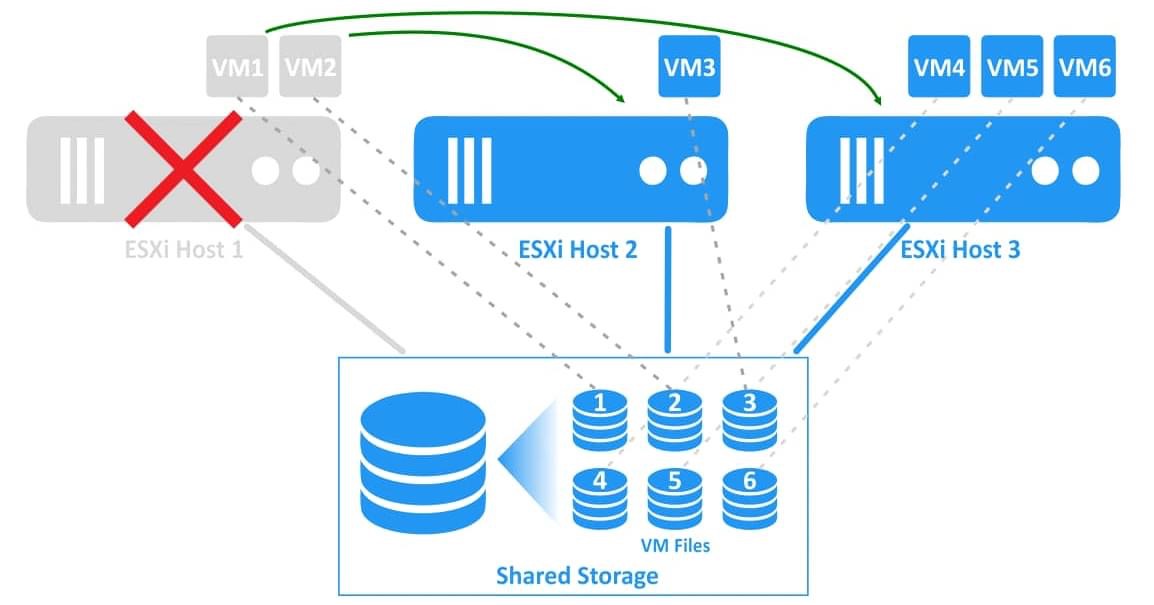 VM1 VM2 VM3 VM4 VM5 VM6
ESXi Host 1 ESXi Host 2 ESXi Host 3
1 2 3
4 5 6
VM Files
Shared Storage